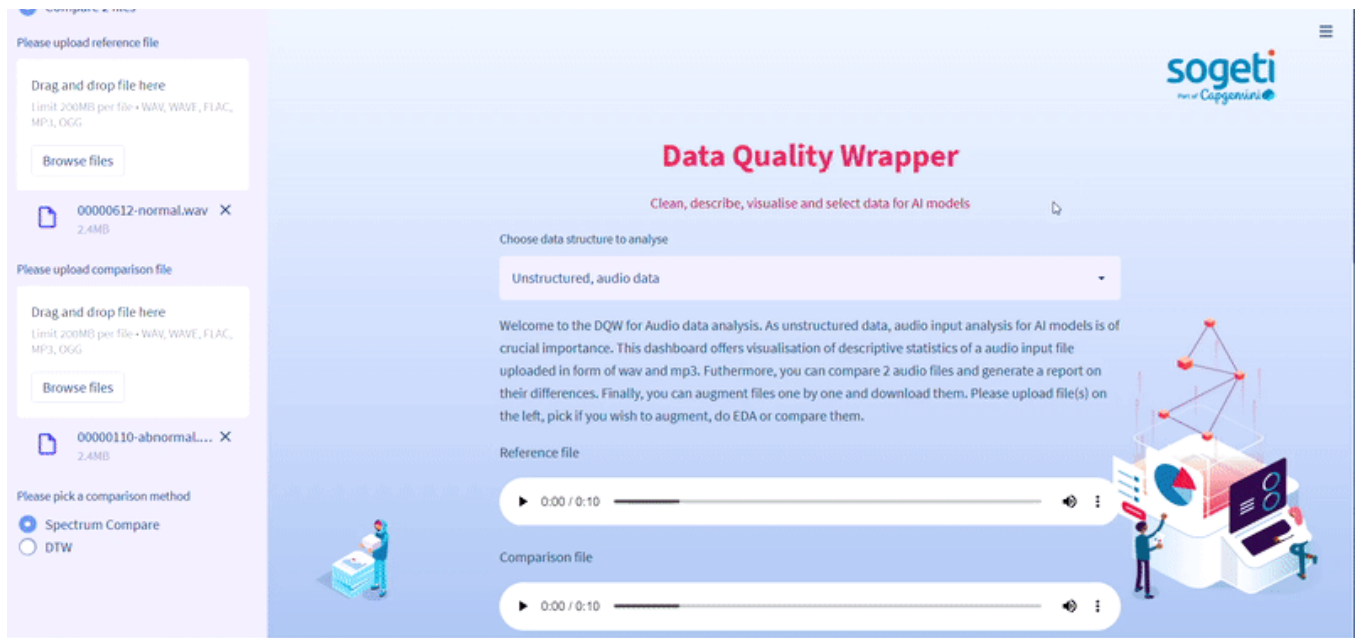 Compare 2 files
Please upload reference file
Drag and drop file here
Limit 200MB per file • WAV, WAVE, FLAC,
MP3, OGG
Browse files
00000612-normal.wav
2.4MB
Please upload comparison file
Drag and drop file here
Limit 200MB per file • WAV, WAVE, FLAC,
MP3, OGG
Browse files
00000110-abnormal....
2.4MB
Please pick a comparison method
Spectrum Compare
DTW
sogeti
Part of Capgemini
Data Quality Wrapper
Clean, describe, visualise and select data for AI models
Choose data structure to analyse
Unstructured, audio data
Welcome to the DQW for Audio data analysis. As unstructured data, audio input analysis for AI models is of
crucial importance. This dashboard offers visualisation of descriptive statistics of a audio input file
uploaded in form of wav and mp3. Futhermore, you can compare 2 audio files and generate a report on
their differences. Finally, you can augment files one by one and download them. Please upload file(s) on
the left, pick if you wish to augment, do EDA or compare them.
Reference file
0:00 / 0:10
Comparison file
0:00 / 0:10